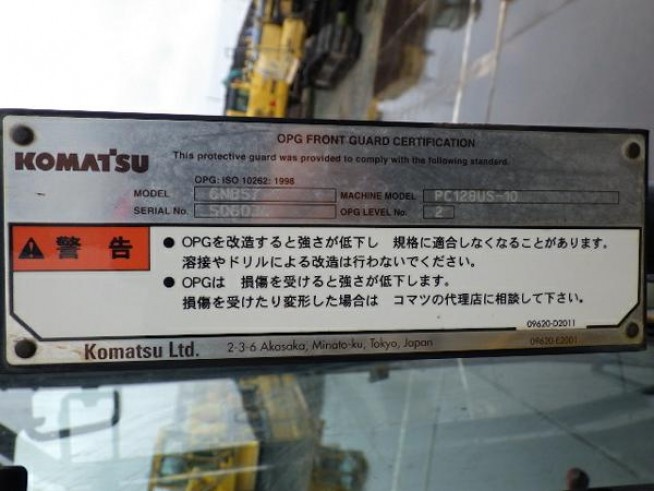 OPG FRONT GUARD CERTIFICATION
KOMATSU
This protective guard was provided to comply with the following standard.
OPG: ISO 10262: 1998
MODEL MACHINE MODEL PC128US-10
SERIAL No. OPG LEVEL No. 2
警告
● OPGを改造すると強さが低下し 規格に適合しなくなることがあります。
溶接やドリルによる改造は行わないでください。
● OPGは 損傷を受けると強さが低下します。
損傷を受けたり変形した場合は コマツの代理店に相談して下さい。
09620-D2011
Komatsu Ltd. 2-3-6 Akasaka, Minato-ku, Tokyo, Japan
09620-E2001